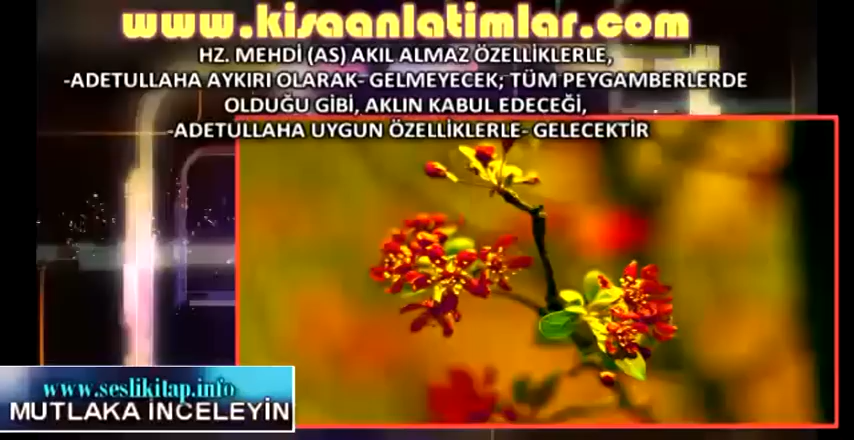 www.kisaanlatimlar.com
HZ. MEHDİ (AS) AKIL ALMAZ ÖZELLİKLERLE,
-ADETULLAHA AYKIRI OLARAK- GELMEYECEK; TÜM PEYGAMBERLERDE
OLDUĞU GİBİ, AKLIN KABUL EDECEĞİ,
-ADETULLAHA UYGUN ÖZELLİKLERLE- GELECEKTİR
www.seslikitap.info
MUTLAKA İNCELEYİN